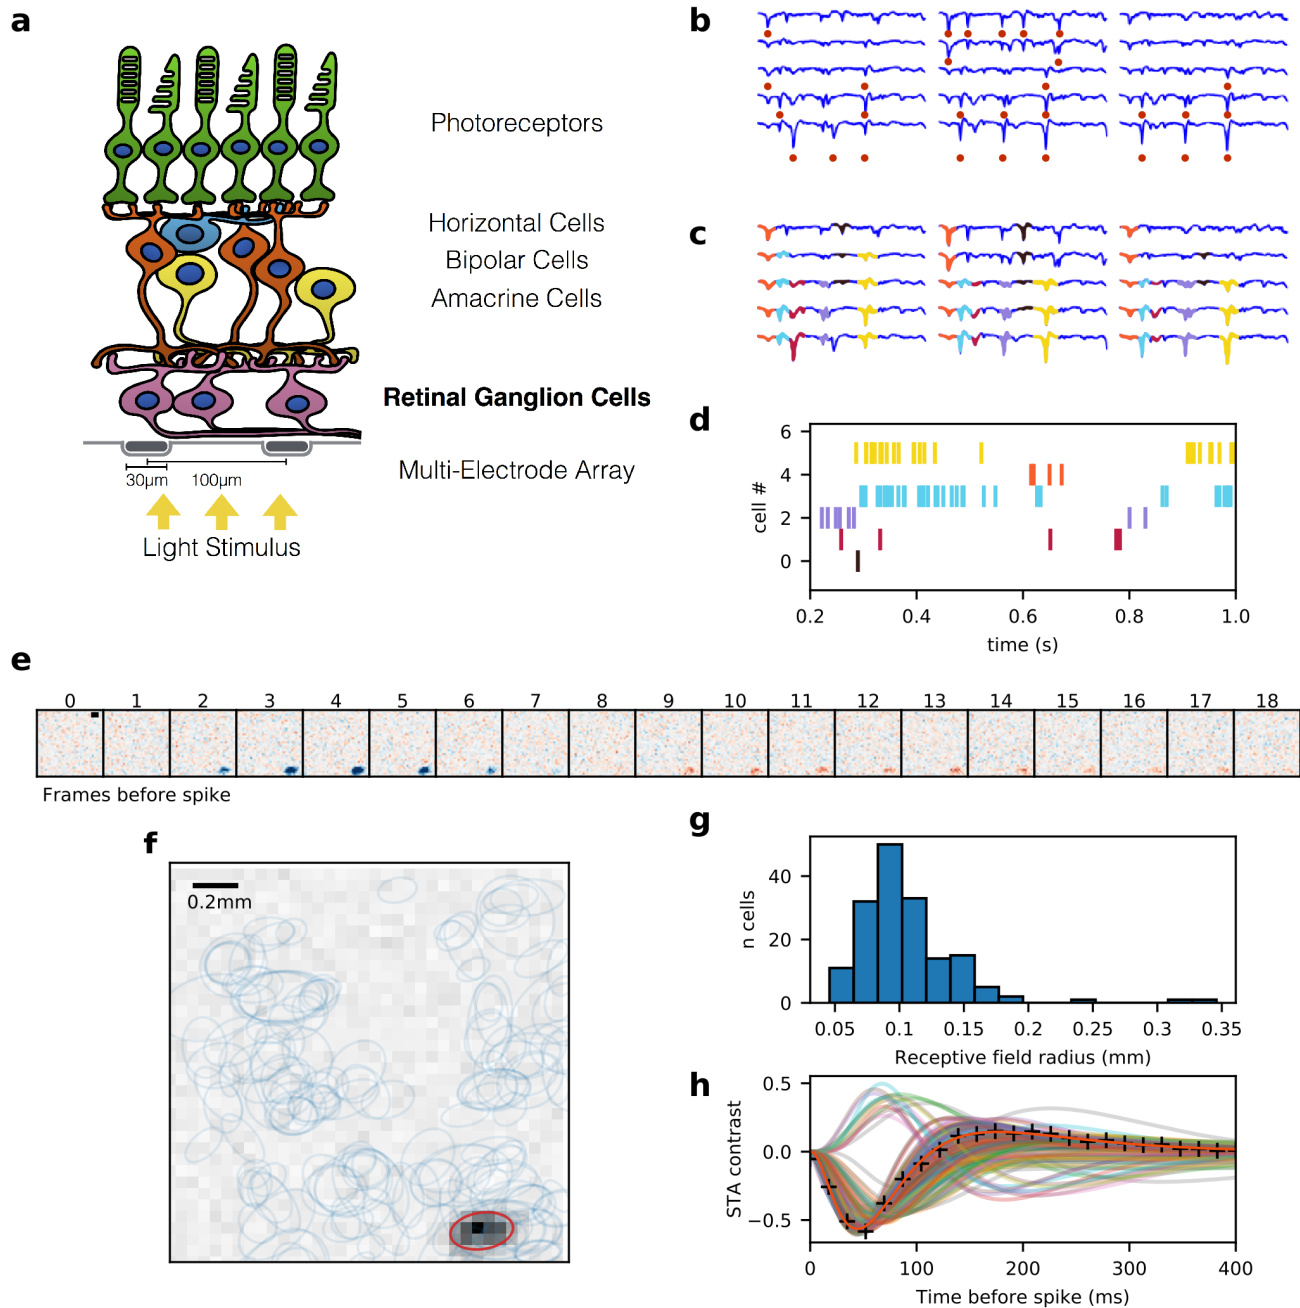 a
Photoreceptors
Horizontal Cells
Bipolar Cells
Amacrine Cells
Retinal Ganglion Cells
Multi-Electrode Array
30µm
100µm
Light Stimulus
b
c
d
6
4
2
0
cell #
0.2
0.4
0.6
0.8
1.0
time (s)
e
0 1 2 3 4 5 6 7 8 9 10 11 12 13 14 15 16 17 18
Frames before spike
f
0.2mm
g
40
20
0
n cells
0.05
0.1
0.15
0.2
0.25
0.3
0.35
Receptive field radius (mm)
h
0.5
0.0
−0.5
STA contrast
0
100
200
300
400
Time before spike (ms)